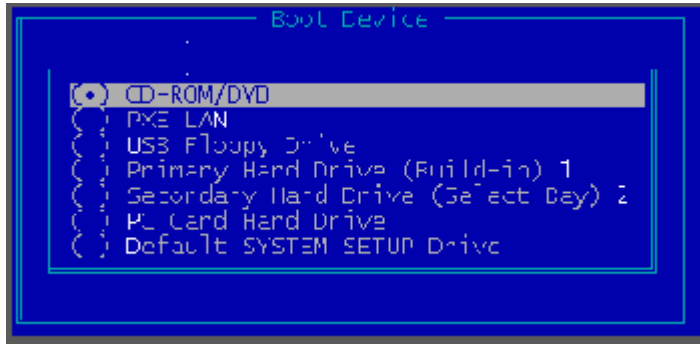 Boot Device
(•) CD-ROM/DVD
( ) PXE LAN
( ) USB Floppy Drive
( ) Primary Hard Drive (Build-in) 1
( ) Secondary Hard Drive (Select Bay) 2
( ) PC Card Hard Drive
( ) Default SYSTEM SETUP Drive